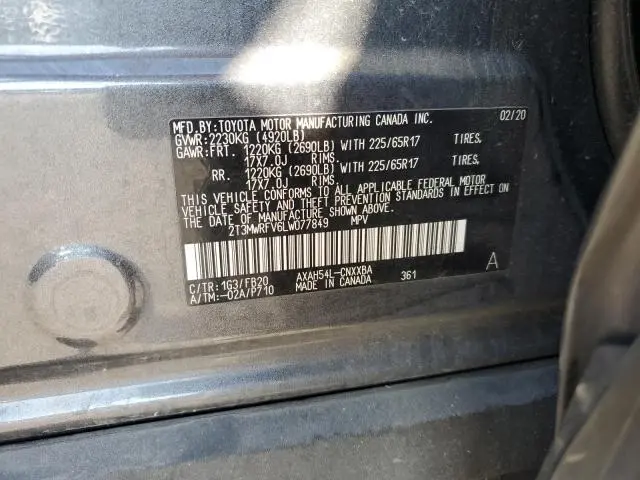 MFD.BY:TOYOTA MOTOR MANUFACTURING CANADA INC. 02/20
GVWR:2230KG (4920LB)
GAWR:FRT. 1220KG (2690LB) WITH 225/65R17 TIRES.
17X7.0J RIMS.
RR. 1220KG (2690LB) WITH 225/65R17 TIRES.
17X7.0J RIMS.
THIS VEHICLE CONFORMS TO ALL APPLICABLE FEDERAL MOTOR
VEHICLE SAFETY AND THEFT PREVENTION STANDARDS IN EFFECT ON
THE DATE OF MANUFACTURE SHOWN ABOVE.
2T3MWRFV6LW077849 MPV
C/TR:1G3/FB20 AXAH54L-CNXXBA A
A/TM:-02A/P710 MADE IN CANADA 361